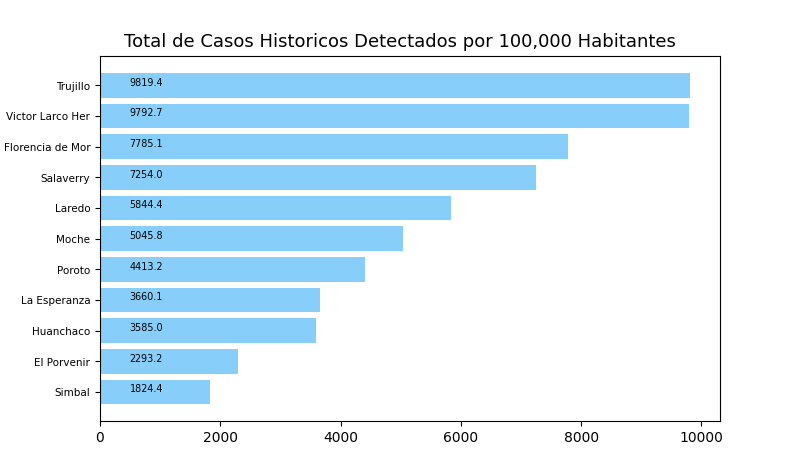 Total de Casos Historicos Detectados por 100,000 Habitantes
Trujillo 9819.4
Victor Larco Her 9792.7
Florencia de Mor 7785.1
Salaverry 7254.0
Laredo 5844.4
Moche 5045.8
Poroto 4413.2
La Esperanza 3660.1
Huanchaco 3585.0
El Porvenir 2293.2
Simbal 1824.4
0 2000 4000 6000 8000 10000